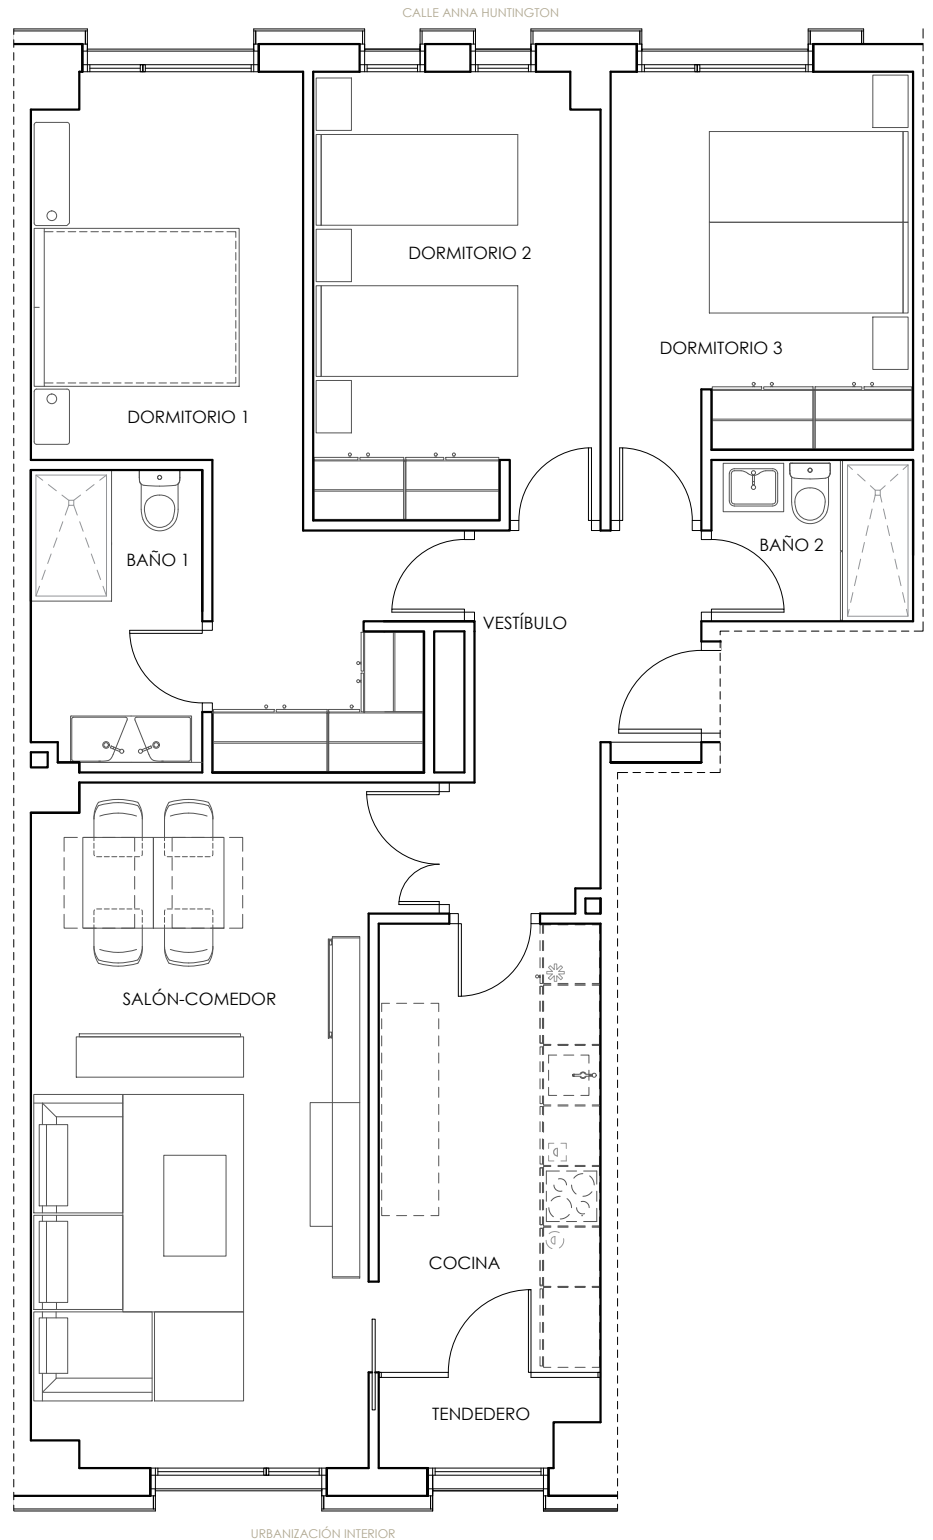 CALLE ANNA HUNTINGTON
DORMITORIO 2
DORMITORIO 3
DORMITORIO 1
BAÑO 1
BAÑO 2
VESTÍBULO
SALÓN-COMEDOR
COCINA
TENDEDERO
URBANIZACIÓN INTERIOR